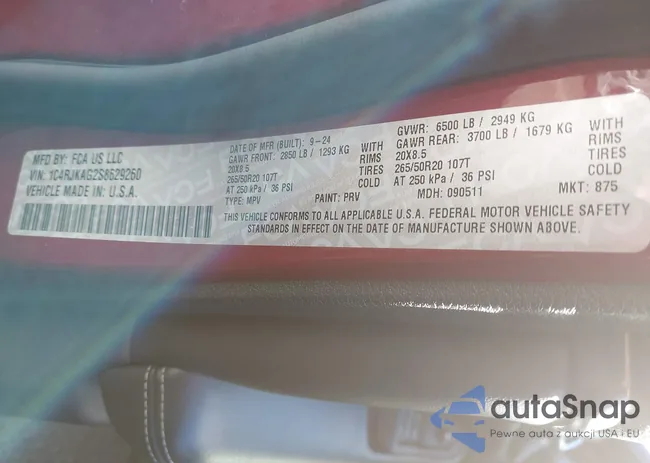 MFD. BY: FCA US LLC
VIN: 1C4RJKAG2S8629260
VEHICLE MADE IN U.S.A.
DATE OF MFR (BUILT): 9-24
GAWR FRONT: 2850 LB / 1293 KG WITH
20X8.5 RIMS
265/50R20 107T TIRES
AT 250 kPa / 36 PSI COLD
TYPE: MPV PAINT: PRV
GVWR: 6500 LB / 2949 KG
GAWR REAR: 3700 LB / 1679 KG WITH
20X8.5 RIMS
265/50R20 107T TIRES
AT 250 kPa / 36 PSI COLD
MDH: 090511 MKT: 875
THIS VEHICLE CONFORMS TO ALL APPLICABLE U.S.A. FEDERAL MOTOR VEHICLE SAFETY
STANDARDS IN EFFECT ON THE DATE OF MANUFACTURE SHOWN ABOVE.
autaSnap
Pewne auta z aukcji USA i EU